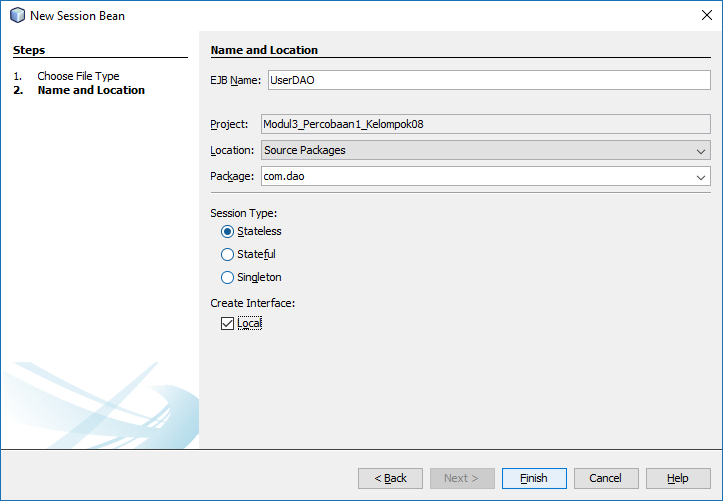 New Session Bean
Steps
1. Choose File Type
2. Name and Location
Name and Location
EJB Name: UserDAO
Project: Modul3_Percobaan1_Kelompok08
Location: Source Packages
Package: com.dao
Session Type:
Stateless
Stateful
Singleton
Create Interface:
Local
< Back Next > Finish Cancel Help